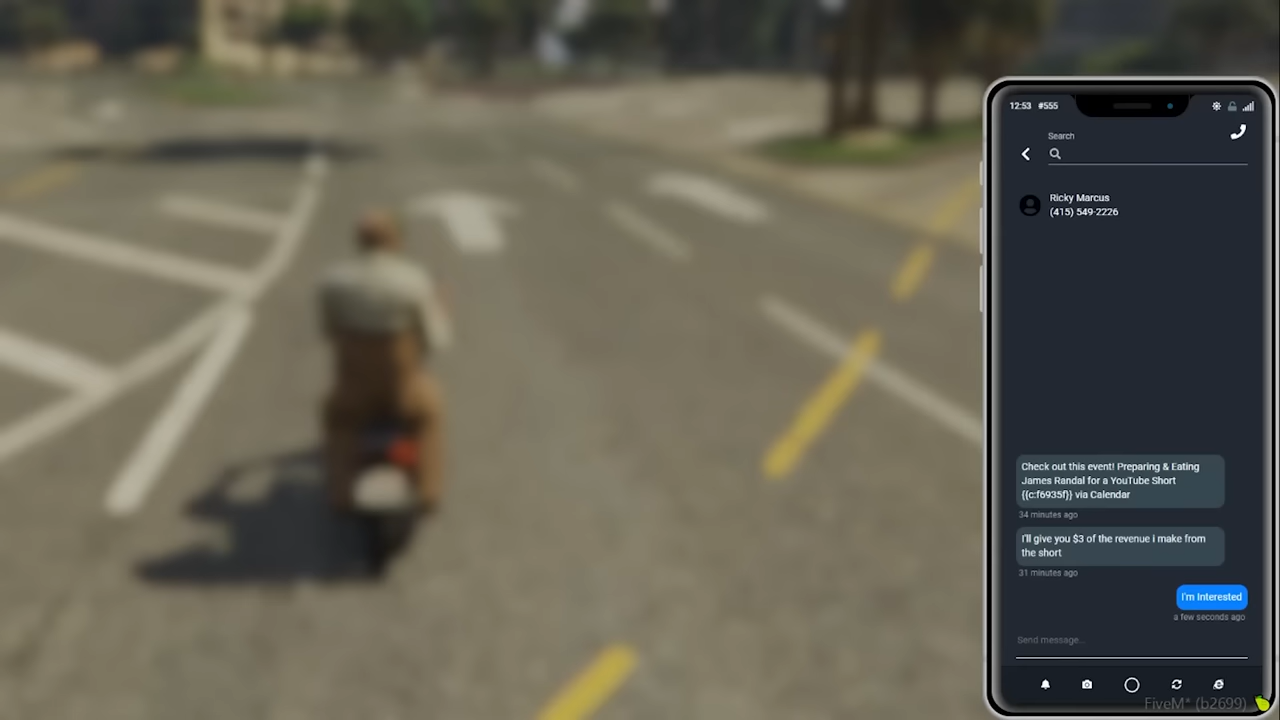 12:53 #555
Search
Ricky Marcus
(415) 549-2226
Check out this event! Preparing & Eating
James Randal for a YouTube Short
{{c:f6935f}} via Calendar
34 minutes ago
I'll give you $3 of the revenue i make from
the short
31 minutes ago
I'm Interested
a few seconds ago
Send message...
FiveM* (b2699)